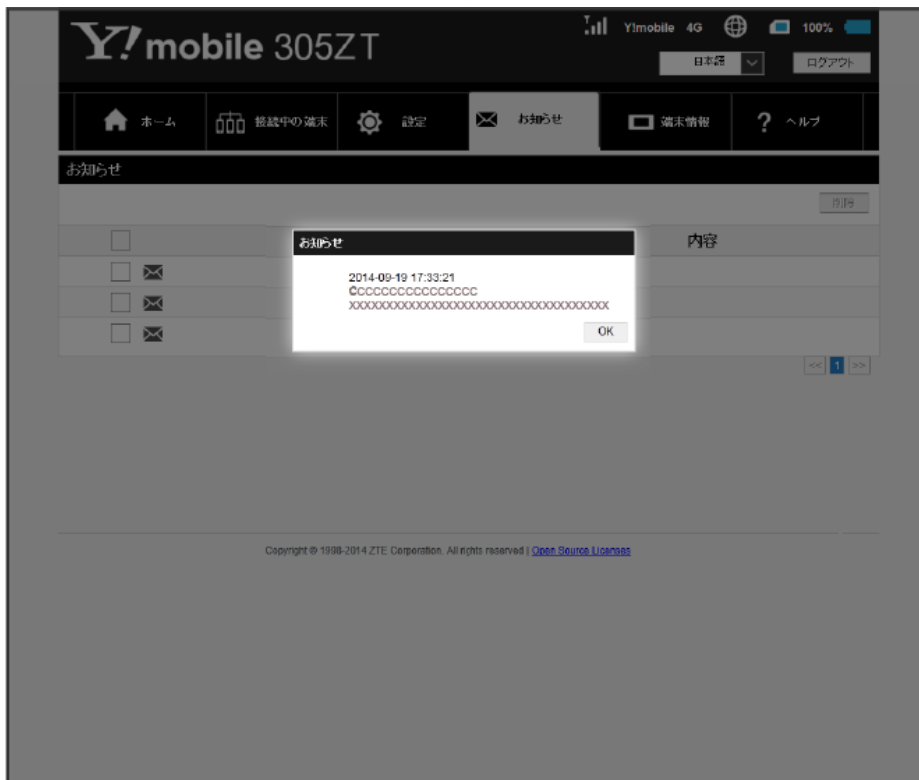 Y! mobile 305ZT
Y!mobile 4G 100%
日本語 ログアウト
ホーム 接続中の端末 設定 お知らせ 端末情報 ? ヘルプ
お知らせ
削除
内容
お知らせ
2014-09-19 17:33:21
CCCCCCCCCCCCCCCC
XXXXXXXXXXXXXXXXXXXXXXXXXXXXXXXXXXX
OK
<< 1 >>
Copyright © 1998-2014 ZTE Corporation. All rights reserved | Open Source Licenses